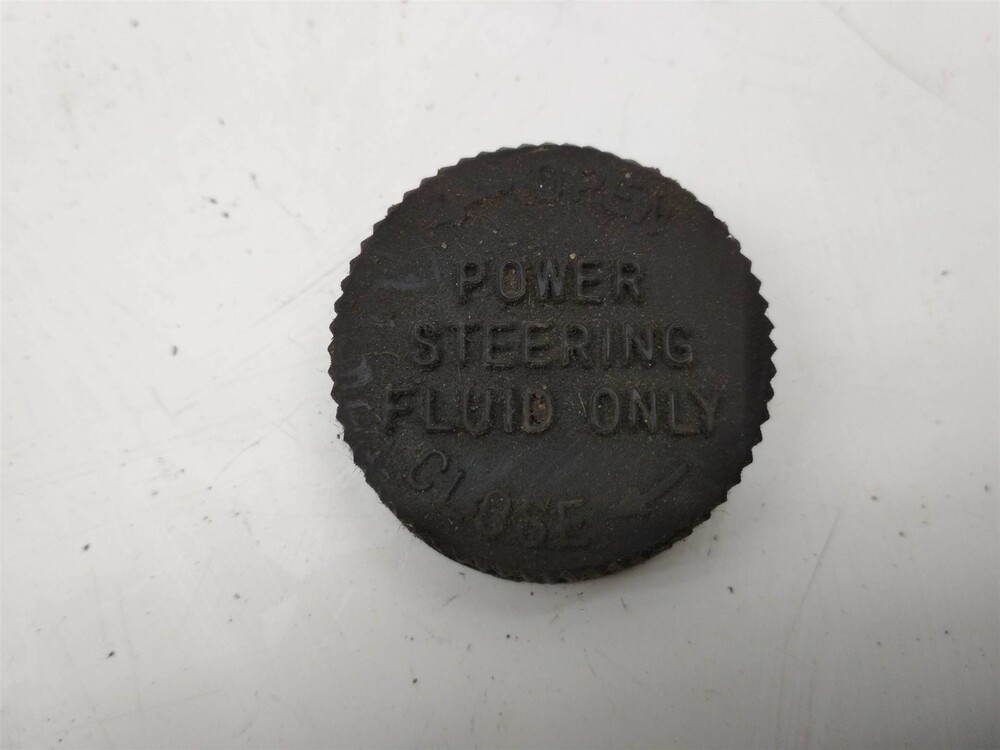 OPEN
POWER
STEERING
FLUID ONLY
CLOSE